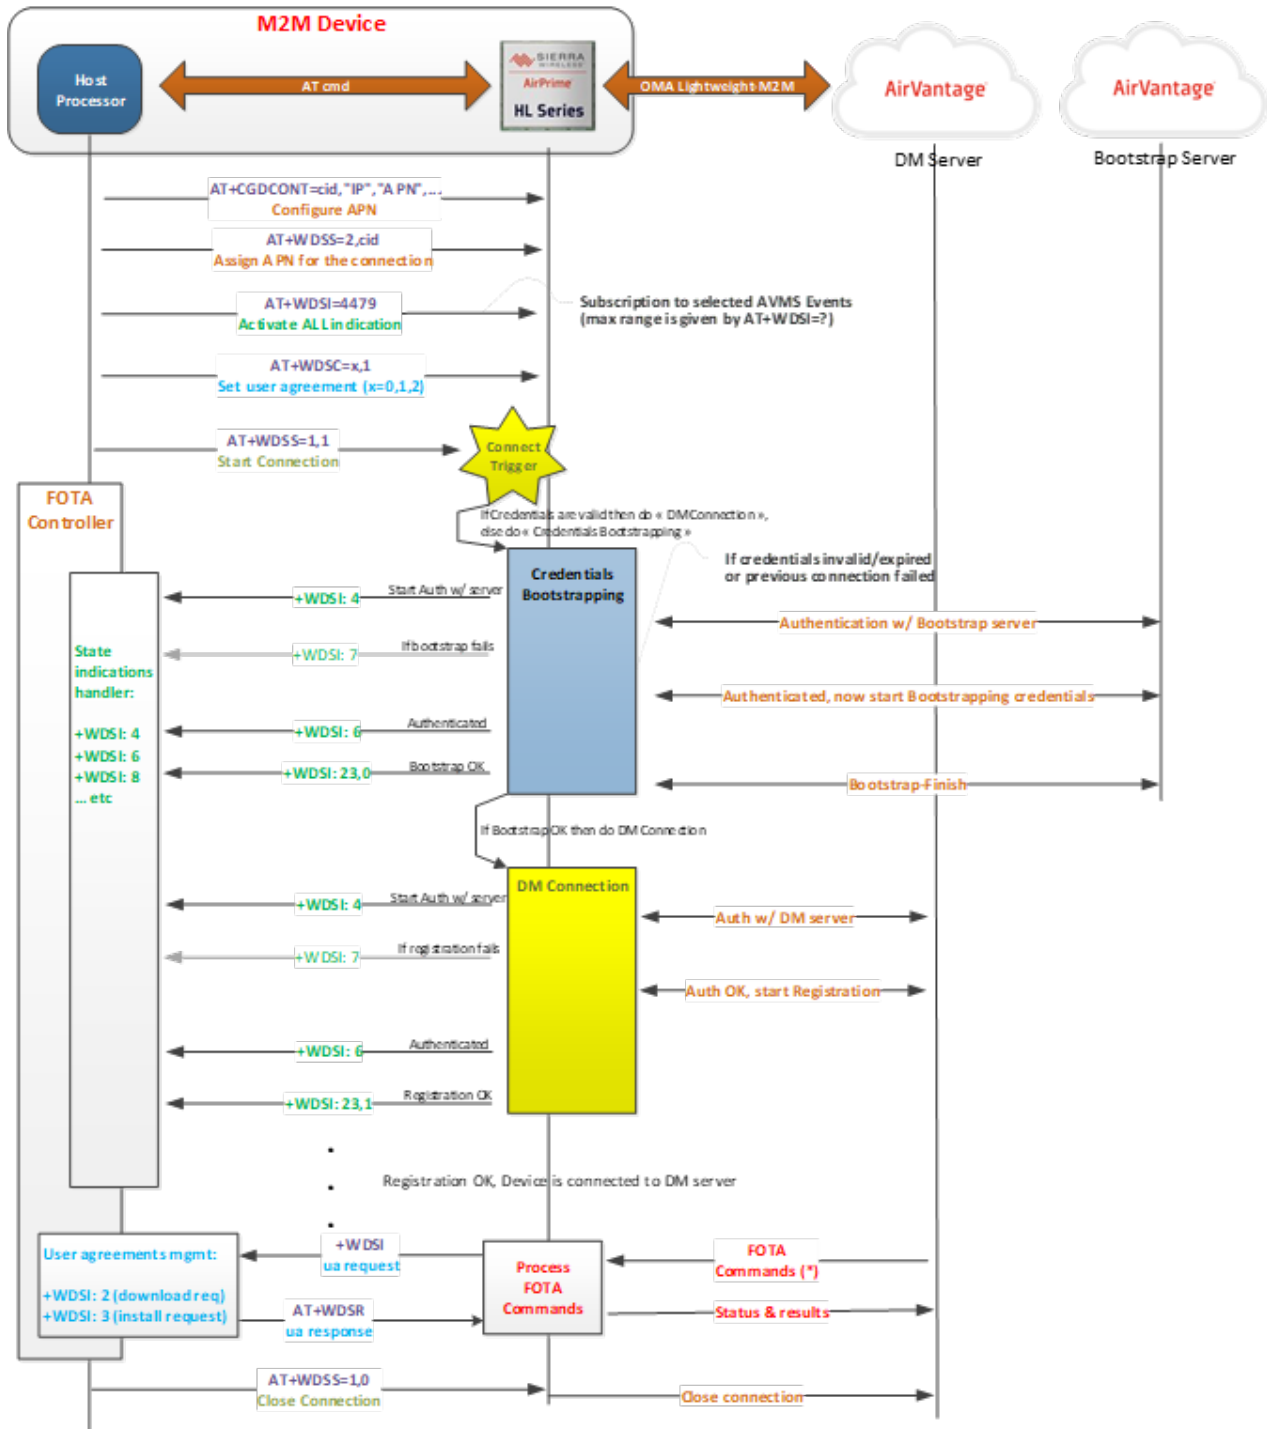 M2M Device
Host
Processor
AT cmd
SIERRA
WIRELESS
AirPrime
HL Series
OMA Lightweight M2M
AirVantage
DM Server
AirVantage
Bootstrap Server
AT+CGDCONT=cid,"IP","APN",...
Configure APN
AT+WDSS=2,cid
Assign APN for the connection
AT+WDSI=4479
Activate ALL indication
Subscription to selected AVMS Events
(max range is given by AT+WDSI=?)
AT+WDSC=x,1
Set user agreement (x=0,1,2)
AT+WDSS=1,1
Start Connection
Connect
Trigger
FOTA
Controller
If Credentials are valid then do « DMConnection »,
else do « Credentials Bootstrapping »
If credentials invalid/expired
or previous connection failed
Credentials
Bootstrapping
Start Auth w/ server
+WDSI: 4
Authentication w/ Bootstrap server
If bootstrap fails
+WDSI: 7
State
indications
handler:
+WDSI: 4
+WDSI: 6
+WDSI: 8
... etc
Authenticated, now start Bootstrapping credentials
Authenticated
+WDSI: 6
Bootstrap OK
+WDSI: 23,0
Bootstrap Finish
If Bootstrap OK then do DM Connection
DM Connection
Start Auth w/ server
+WDSI: 4
Auth w/ DM server
If registration fails
+WDSI: 7
Auth OK, start Registration
Authenticated
+WDSI: 6
Registration OK
+WDSI: 23,1
Registration OK, Device is connected to DM server
User agreements mgmt:
+WDSI: 2 (download req)
+WDSI: 3 (install request)
+WDSI
ua request
AT+WDSR
ua response
Process
FOTA
Commands
FOTA
Commands (*)
Status & results
AT+WDSS=1,0
Close Connection
Close connection